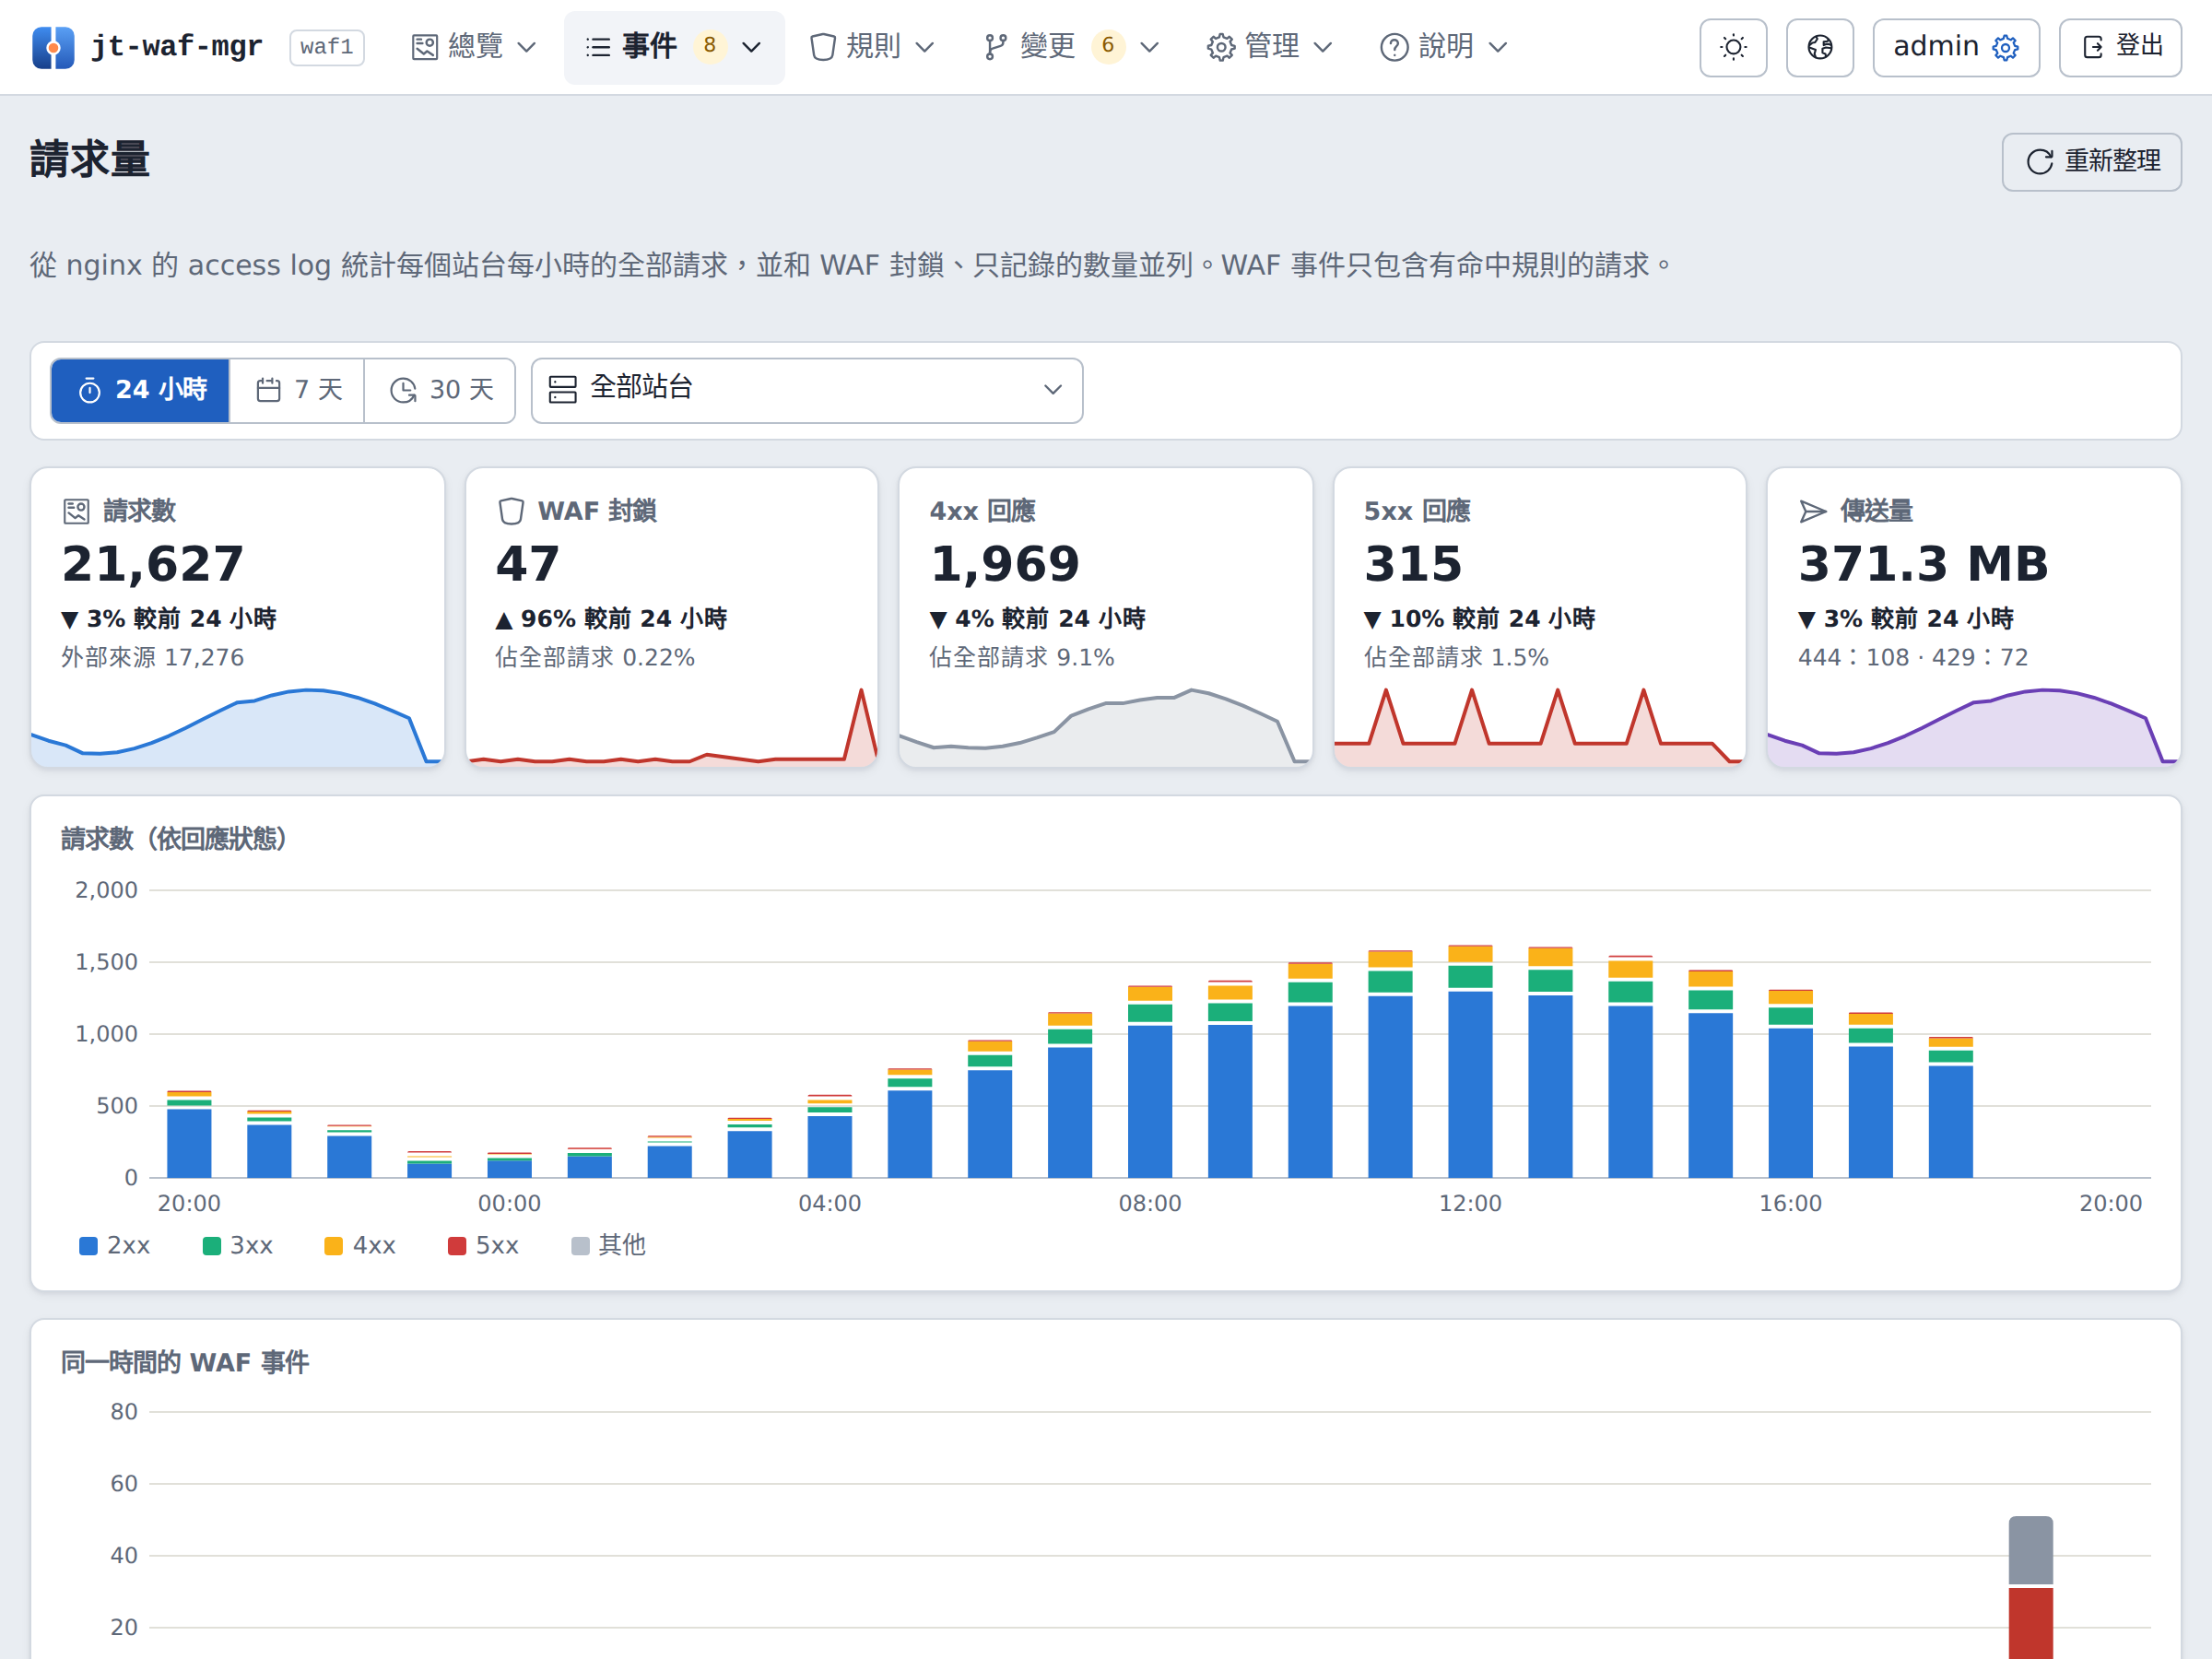 jt-waf-mgr waf1 總覽 事件 8 規則 變更 6 管理 說明 admin 登出
請求量 重新整理
從 nginx 的 access log 統計每個站台每小時的全部請求，並和 WAF 封鎖、只記錄的數量並列。WAF 事件只包含有命中規則的請求。
24 小時 7 天 30 天 全部站台
請求數 WAF 封鎖 4xx 回應 5xx 回應 傳送量
21,627 47 1,969 315 371.3 MB
▼ 3% 較前 24 小時 ▲ 96% 較前 24 小時 ▼ 4% 較前 24 小時 ▼ 10% 較前 24 小時 ▼ 3% 較前 24 小時
外部來源 17,276 佔全部請求 0.22% 佔全部請求 9.1% 佔全部請求 1.5% 444：108 · 429：72
請求數（依回應狀態）
2,000
1,500
1,000
500
0
20:00 00:00 04:00 08:00 12:00 16:00 20:00
2xx 3xx 4xx 5xx 其他
同一時間的 WAF 事件
80
60
40
20